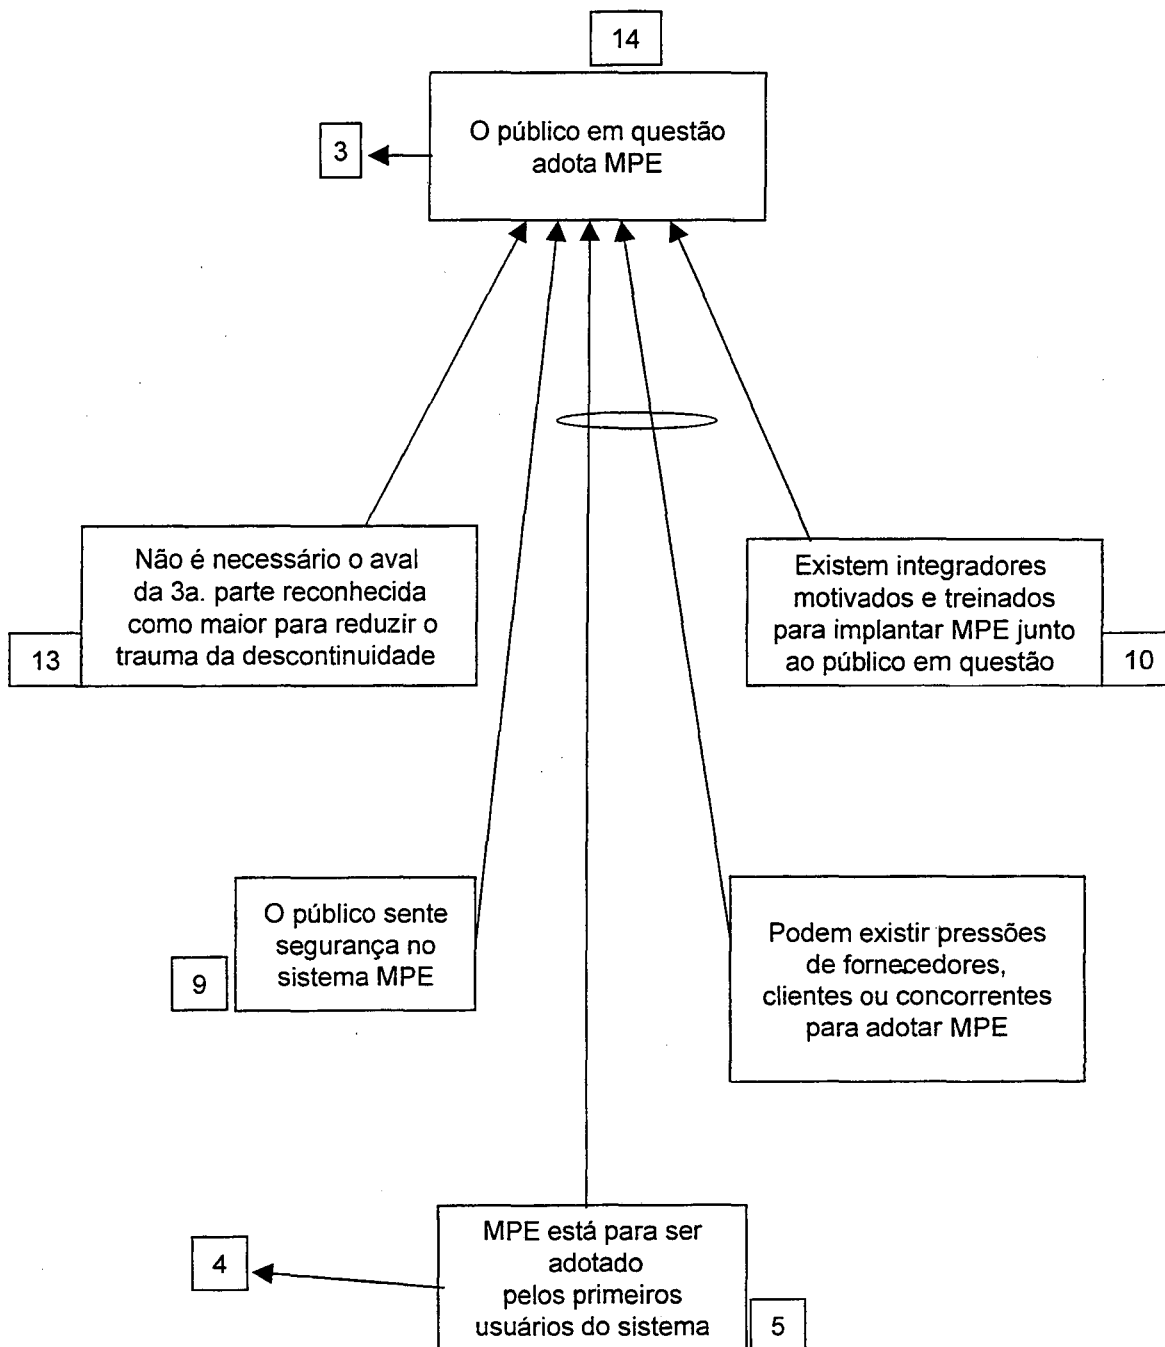 14
O público em questão
adota MPE
3
Não é necessário o aval
da 3a. parte reconhecida
como maior para reduzir o
trauma da descontinuidade
13
Existem integradores
motivados e treinados
para implantar MPE junto
ao público em questão
10
O público sente
segurança no
sistema MPE
9
Podem existir pressões
de fornecedores,
clientes ou concorrentes
para adotar MPE
MPE está para ser
adotado
pelos primeiros
usuários do sistema
4
5